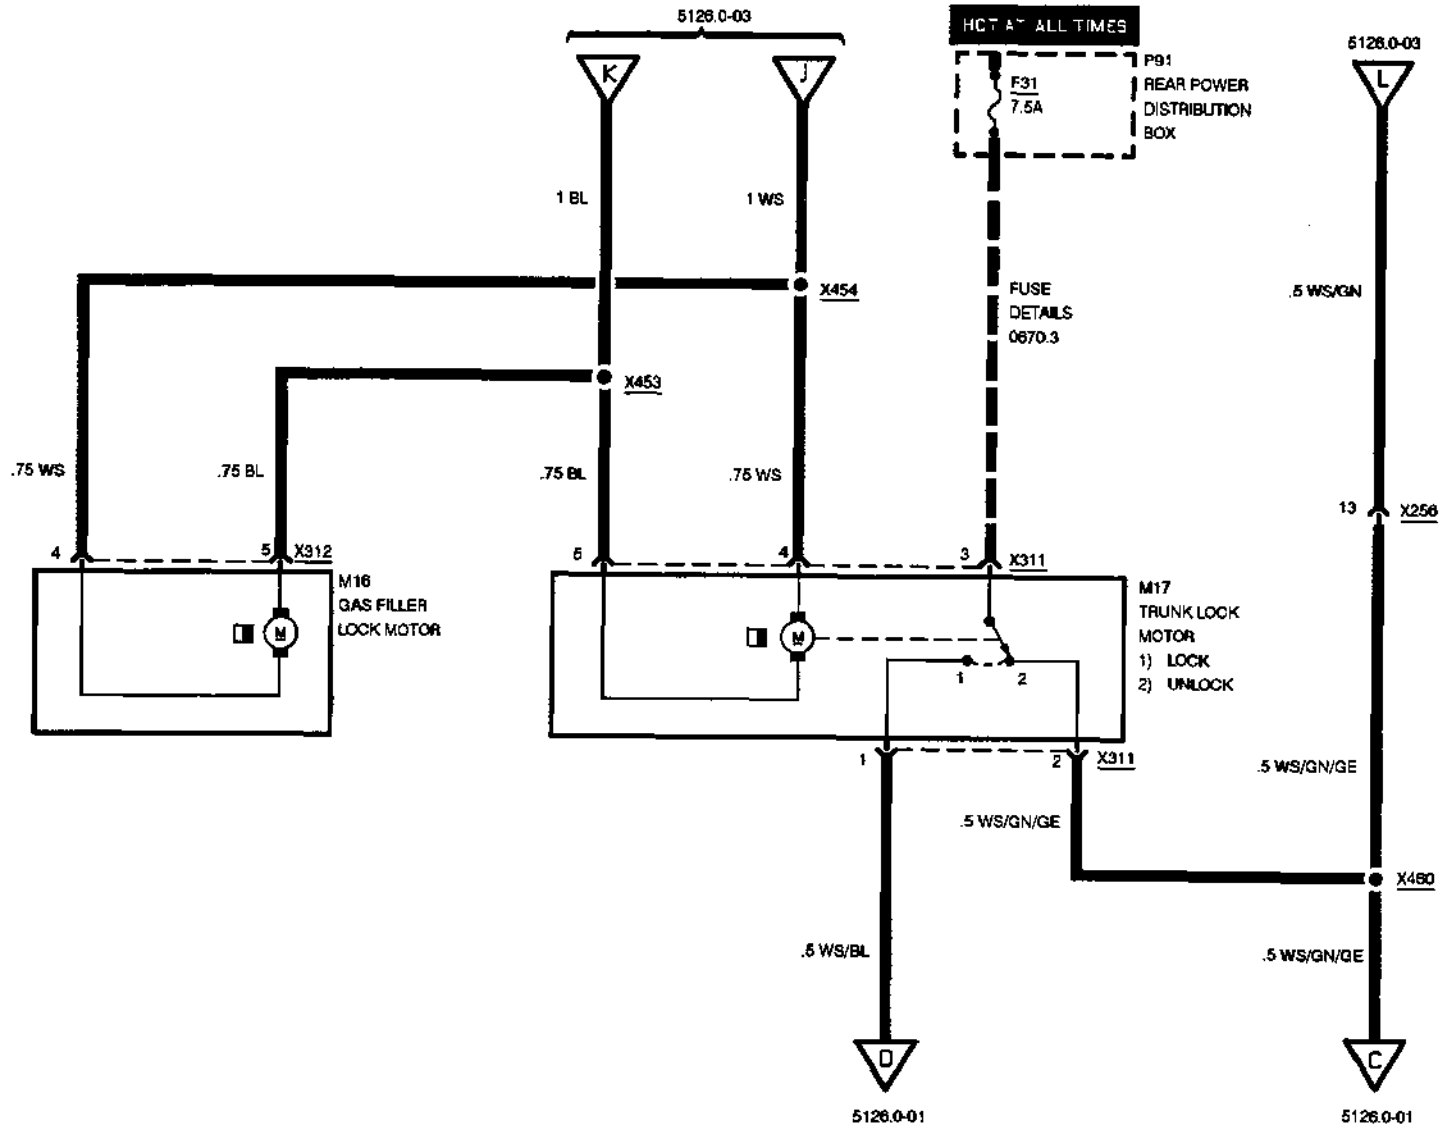 5126.0-03
HOT AT ALL TIMES
5126.0-03
K
J
L
F31
7.5A
P91
REAR POWER
DISTRIBUTION
BOX
1 BL
1 WS
.5 WS/GN
X454
FUSE
DETAILS
0670.3
X453
.75 WS
.75 BL
.75 BL
.75 WS
13
X256
4
5
X312
5
4
3
X311
M16
GAS FILLER
LOCK MOTOR
M
M
M17
TRUNK LOCK
MOTOR
1) LOCK
2) UNLOCK
1
2
1
2
X311
.5 WS/GN/GE
.5 WS/GN/GE
X460
.5 WS/BL
.5 WS/GN/GE
D
C
5126.0-01
5126.0-01